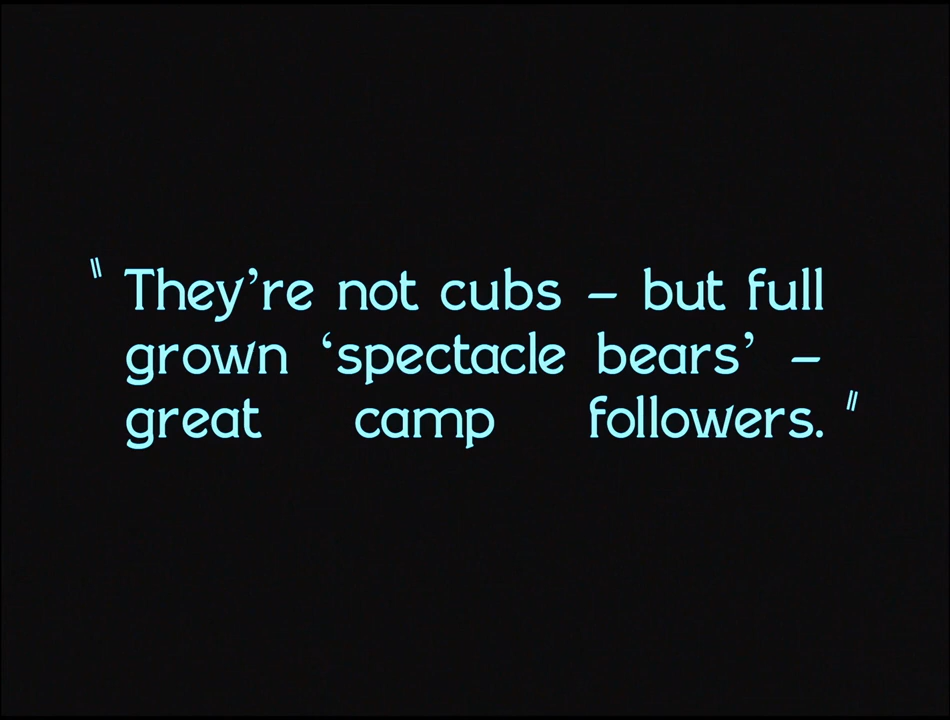 "They're not cubs – but full
grown 'spectacle bears' –
great camp followers."